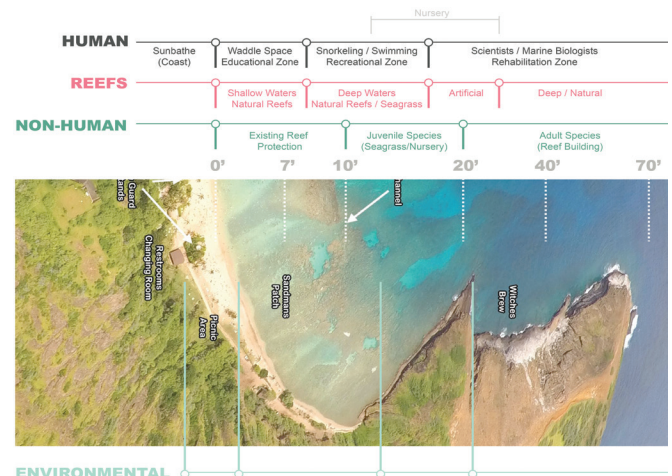 Nursery
HUMAN
Sunbathe
(Coast)
Waddle Space
Educational Zone
Snorkeling / Swimming
Recreational Zone
Scientists / Marine Biologists
Rehabilitation Zone
REEFS
Shallow Waters
Natural Reefs
Deep Waters
Natural Reefs / Seagrass
Artificial
Deep / Natural
NON-HUMAN
Existing Reef
Protection
Juvenile Species
(Seagrass/Nursery)
Adult Species
(Reef Building)
0'
7'
10'
20'
40'
70'
Guard
Restrooms
Changing Room
Picnic
Area
Sandmans
Patch
Witches
Brew
ENVIRONMENTAL